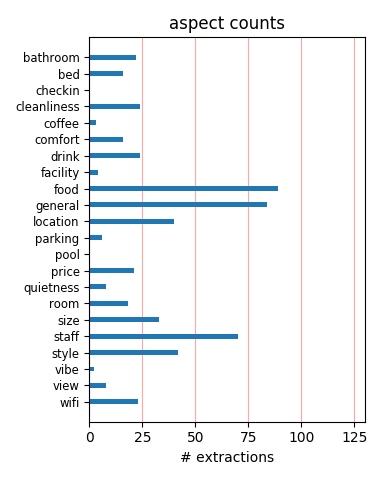 aspect counts
bathroom
bed
checkin
cleanliness
coffee
comfort
drink
facility
food
general
location
parking
pool
price
quietness
room
size
staff
style
vibe
view
wifi
0 25 50 75 100 125
# extractions